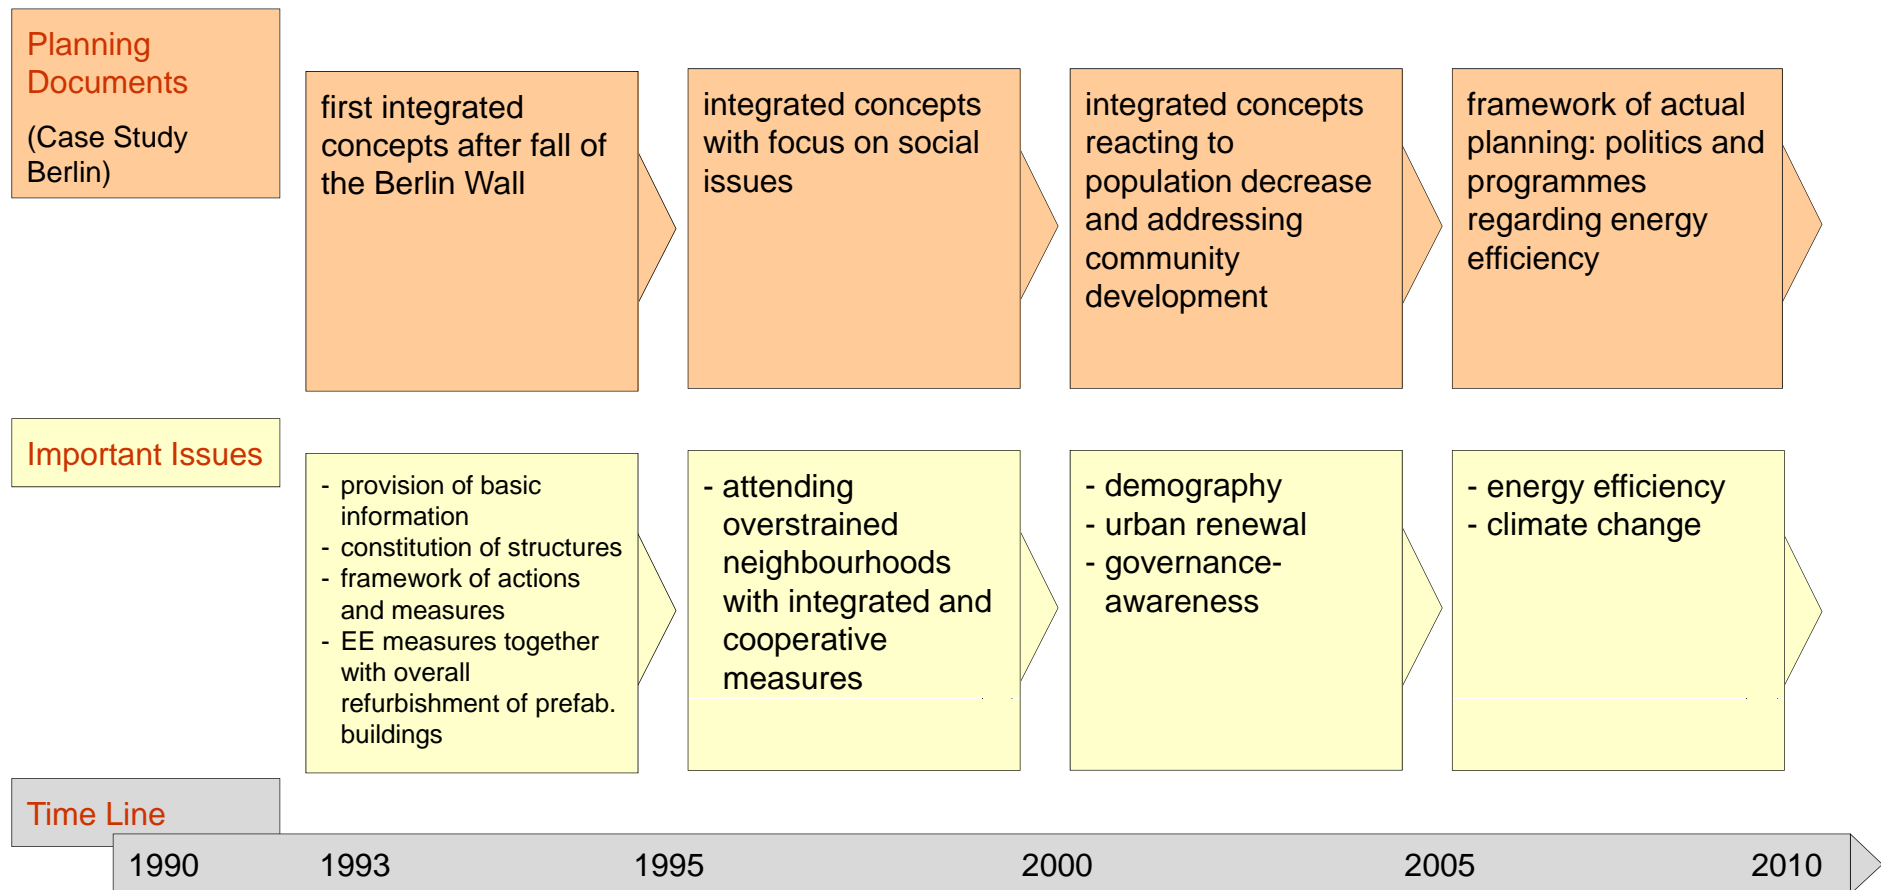 Planning
Documents
(Case Study
Berlin)
first integrated
concepts after fall of
the Berlin Wall
integrated concepts
with focus on social
issues
integrated concepts
reacting to
population decrease
and addressing
community
development
framework of actual
planning: politics and
programmes
regarding energy
efficiency
Important Issues
- provision of basic
information
- constitution of structures
- framework of actions
and measures
- EE measures together
with overall
refurbishment of prefab.
buildings
- attending
overstrained
neighbourhoods
with integrated and
cooperative
measures
- demography
- urban renewal
- governance-
awareness
- energy efficiency
- climate change
Time Line
1990 1993 1995 2000 2005 2010